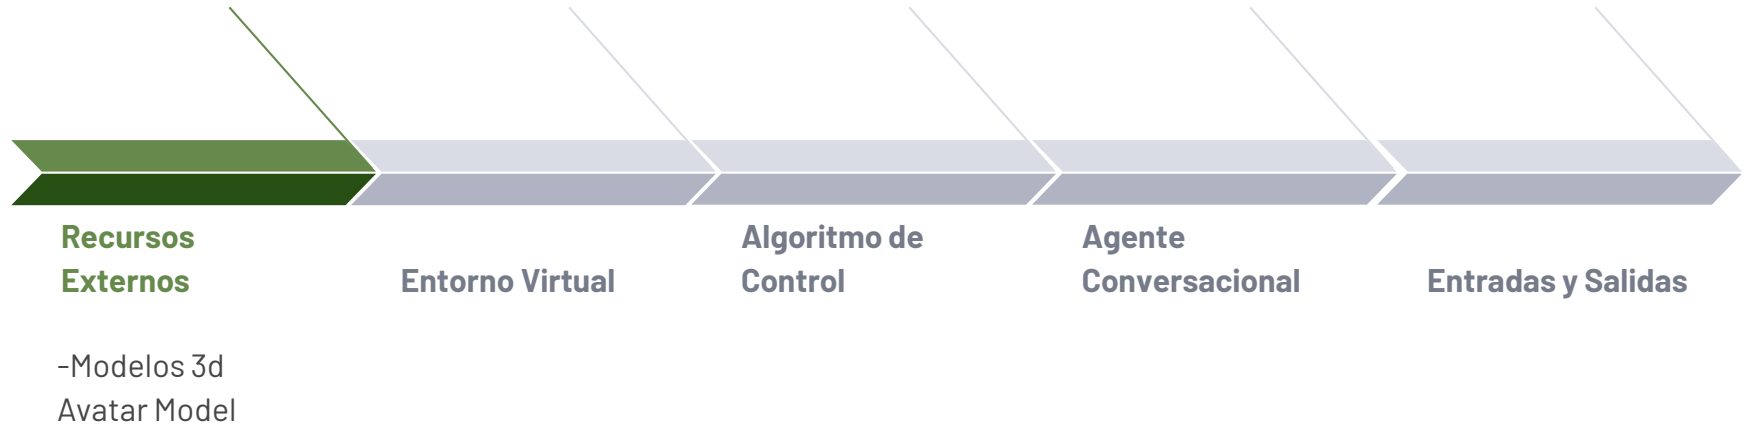 Recursos
Externos
Entorno Virtual
Algoritmo de
Control
Agente
Conversacional
Entradas y Salidas
-Modelos 3d
Avatar Model